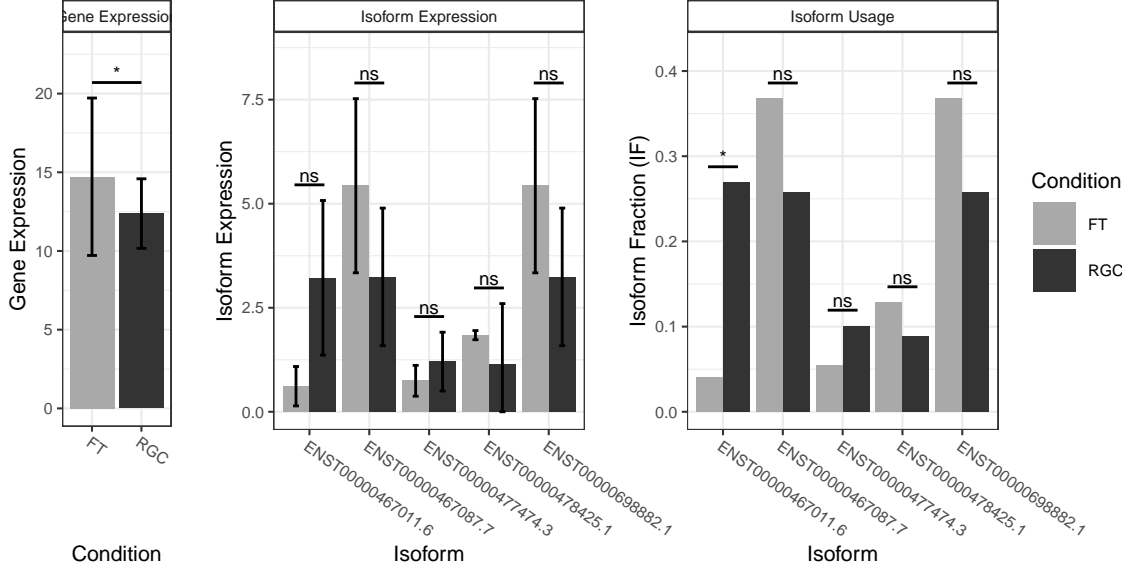 Gene Expression
Isoform Expression
Isoform Usage
Gene Expression
20
15
10
5
0
*
FT
RGC
Condition
Isoform Expression
7.5
5.0
2.5
0.0
ns
ns
ns
ns
ns
ENST00000467011.6
ENST00000467087.7
ENST00000477474.3
ENST00000478425.1
ENST00000698882.1
Isoform
Isoform Fraction (IF)
0.4
0.3
0.2
0.1
0.0
*
ns
ns
ns
ns
ENST00000467011.6
ENST00000467087.7
ENST00000477474.3
ENST00000478425.1
ENST00000698882.1
Isoform
Condition
FT
RGC